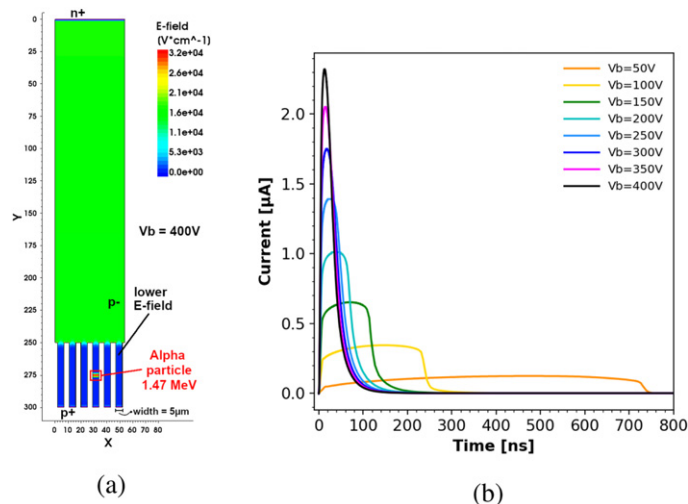 n+
E-field
(V*cm^-1)
0
25
50
75
100
125
150
175
200
225
250
275
300
Y
3.2e+04
2.6e+04
2.1e+04
1.6e+04
1.1e+04
5.3e+03
0.0e+00
Vb = 400V
p-
lower
E-field
Alpha
particle
1.47 MeV
p+
width = 5μm
0 10 20 30 40 50 60 70 80
X
(a)
Current [μA]
2.0
1.5
1.0
0.5
0.0
Vb=50V
Vb=100V
Vb=150V
Vb=200V
Vb=250V
Vb=300V
Vb=350V
Vb=400V
0 100 200 300 400 500 600 700 800
Time [ns]
(b)